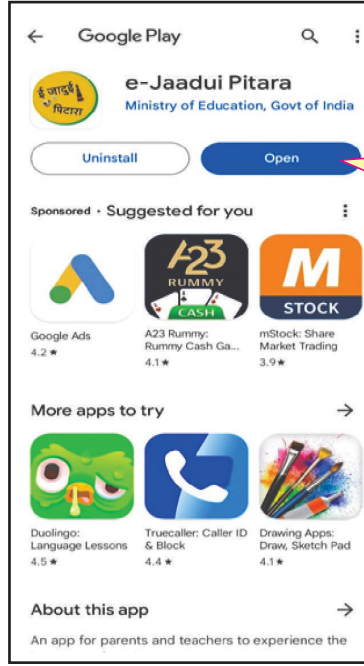 ← Google Play
ई जादुई
पिटारा
e-Jaadui Pitara
Ministry of Education, Govt of India
Uninstall
Open
Sponsored · Suggested for you
A23
RUMMY
CASH
M
STOCK
Google Ads
4.2 ★
A23 Rummy:
Rummy Cash Ga...
4.1 ★
mStock: Share
Market Trading
3.9 ★
More apps to try →
Duolingo:
Language Lessons
4.5 ★
Truecaller: Caller ID
& Block
4.4 ★
Drawing Apps:
Draw, Sketch Pad
4.1 ★
About this app →
An app for parents and teachers to experience the